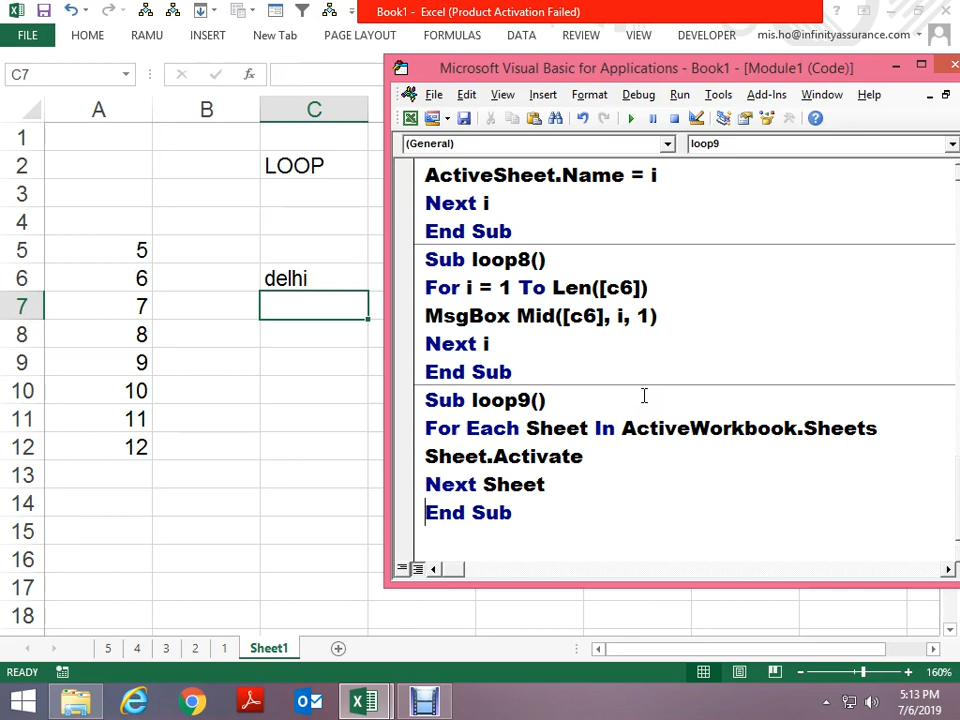 Book1 - Excel (Product Activation Failed)
FILE HOME RAMU INSERT New Tab PAGE LAYOUT FORMULAS DATA REVIEW VIEW DEVELOPER mis.ho@infinityassurance.com
C7
fx
A B C
1
2 LOOP
3
4
5 5
6 6 delhi
7 7
8 8
9 9
10 10
11 11
12 12
13
14
15
16
17
18
Microsoft Visual Basic for Applications - Book1 - [Module1 (Code)]
File Edit View Insert Format Debug Run Tools Add-Ins Window Help
(General) loop9
ActiveSheet.Name = i
Next i
End Sub
Sub loop8()
For i = 1 To Len([c6])
MsgBox Mid([c6], i, 1)
Next i
End Sub
Sub loop9()
For Each Sheet In ActiveWorkbook.Sheets
Sheet.Activate
Next Sheet
End Sub
5 4 3 2 1 Sheet1
READY 160%
5:13 PM
7/6/2019